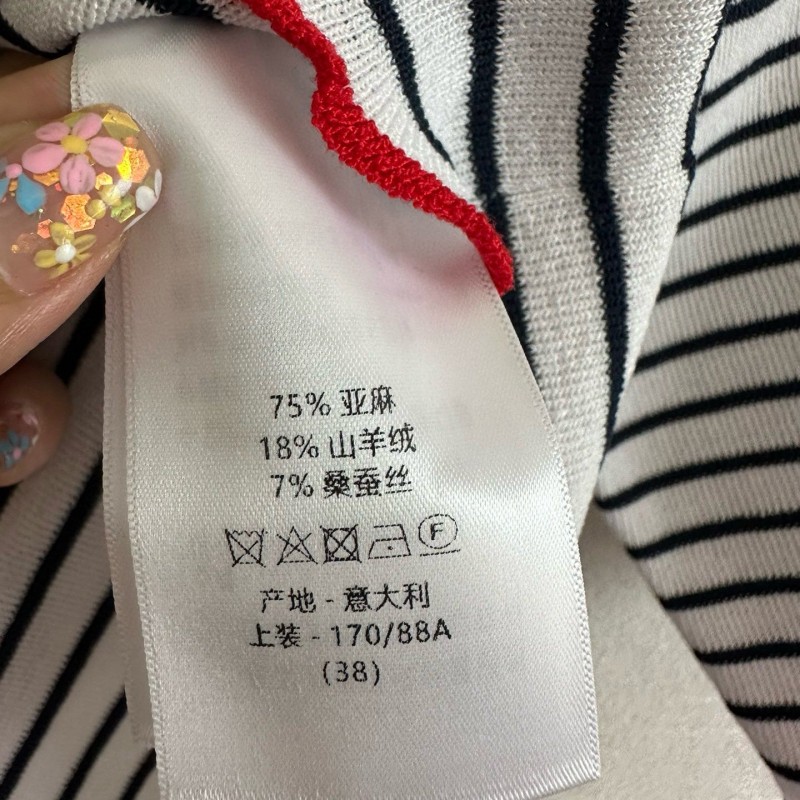 75% 亚麻
18% 山羊绒
7% 桑蚕丝
F
产地 - 意大利
上装 - 170/88A
(38)